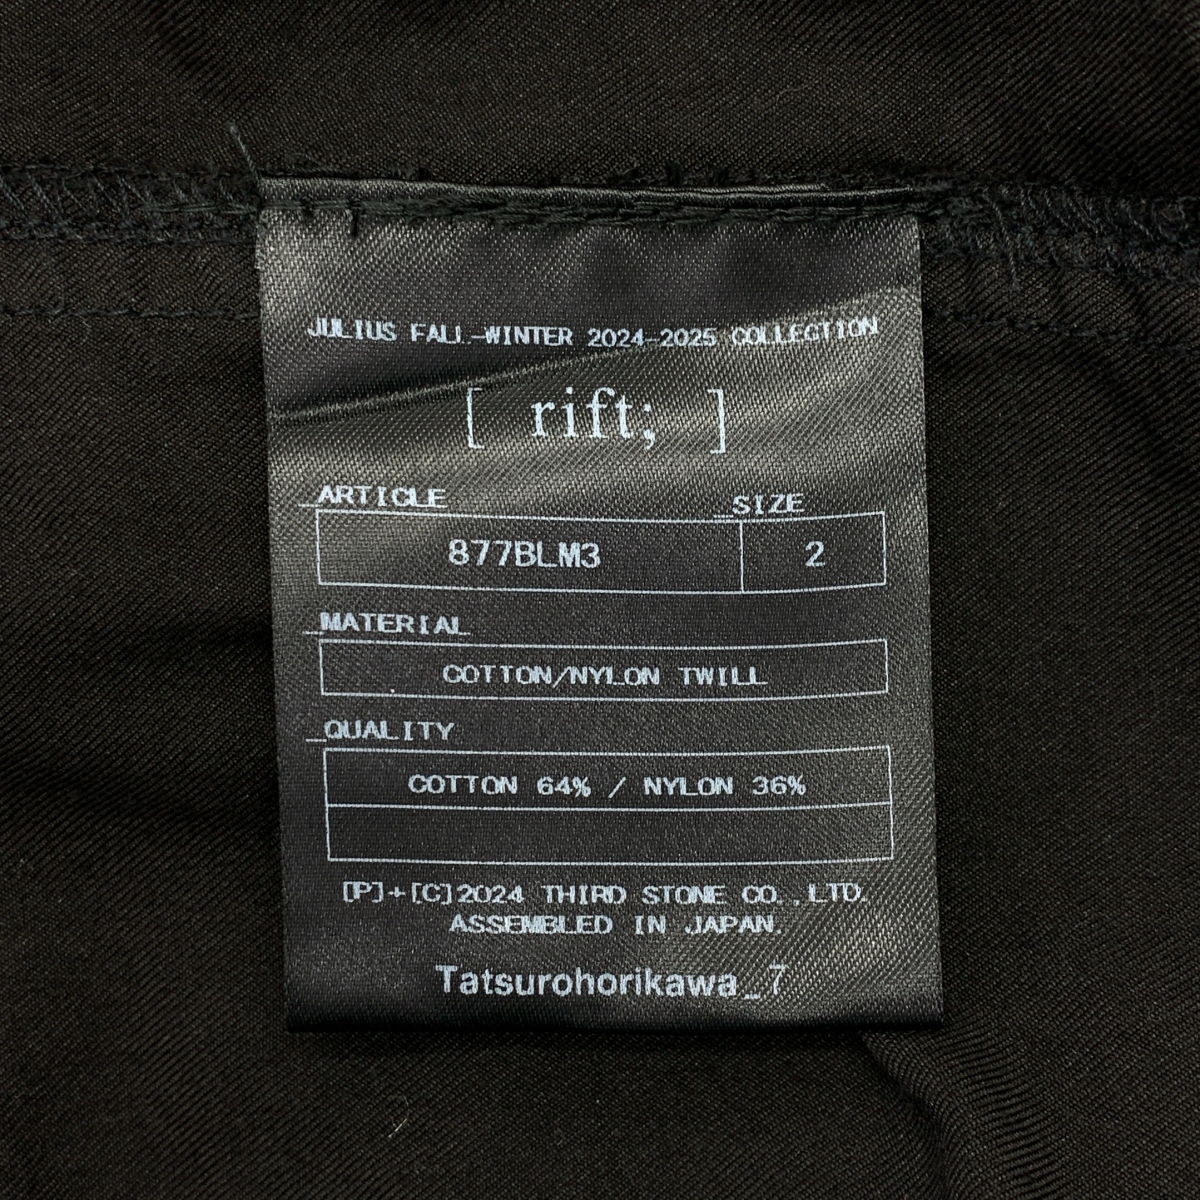 JULIUS FALL-WINTER 2024-2025 COLLECTION
[ rift; ]
_ARTICLE _SIZE
877BLM3 2
_MATERIAL
COTTON/NYLON TWILL
_QUALITY
COTTON 64% / NYLON 36%
[P]+[C]2024 THIRD STONE CO.,LTD.
ASSEMBLED IN JAPAN.
Tatsurohorikawa_7